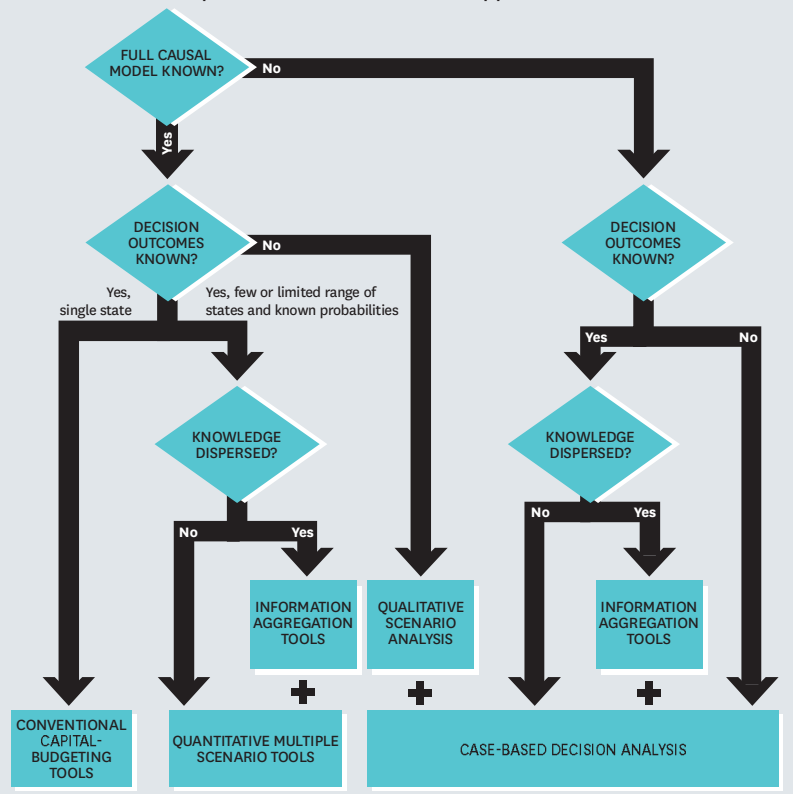 FULL CAUSAL
MODEL KNOWN?
No
Yes
DECISION
OUTCOMES
KNOWN?
No
DECISION
OUTCOMES
KNOWN?
Yes,
single state
Yes, few or limited range of
states and known probabilities
Yes
No
KNOWLEDGE
DISPERSED?
KNOWLEDGE
DISPERSED?
No
Yes
No
Yes
INFORMATION
AGGREGATION
TOOLS
QUALITATIVE
SCENARIO
ANALYSIS
INFORMATION
AGGREGATION
TOOLS
CONVENTIONAL
CAPITAL-
BUDGETING
TOOLS
QUANTITATIVE MULTIPLE
SCENARIO TOOLS
CASE-BASED DECISION ANALYSIS